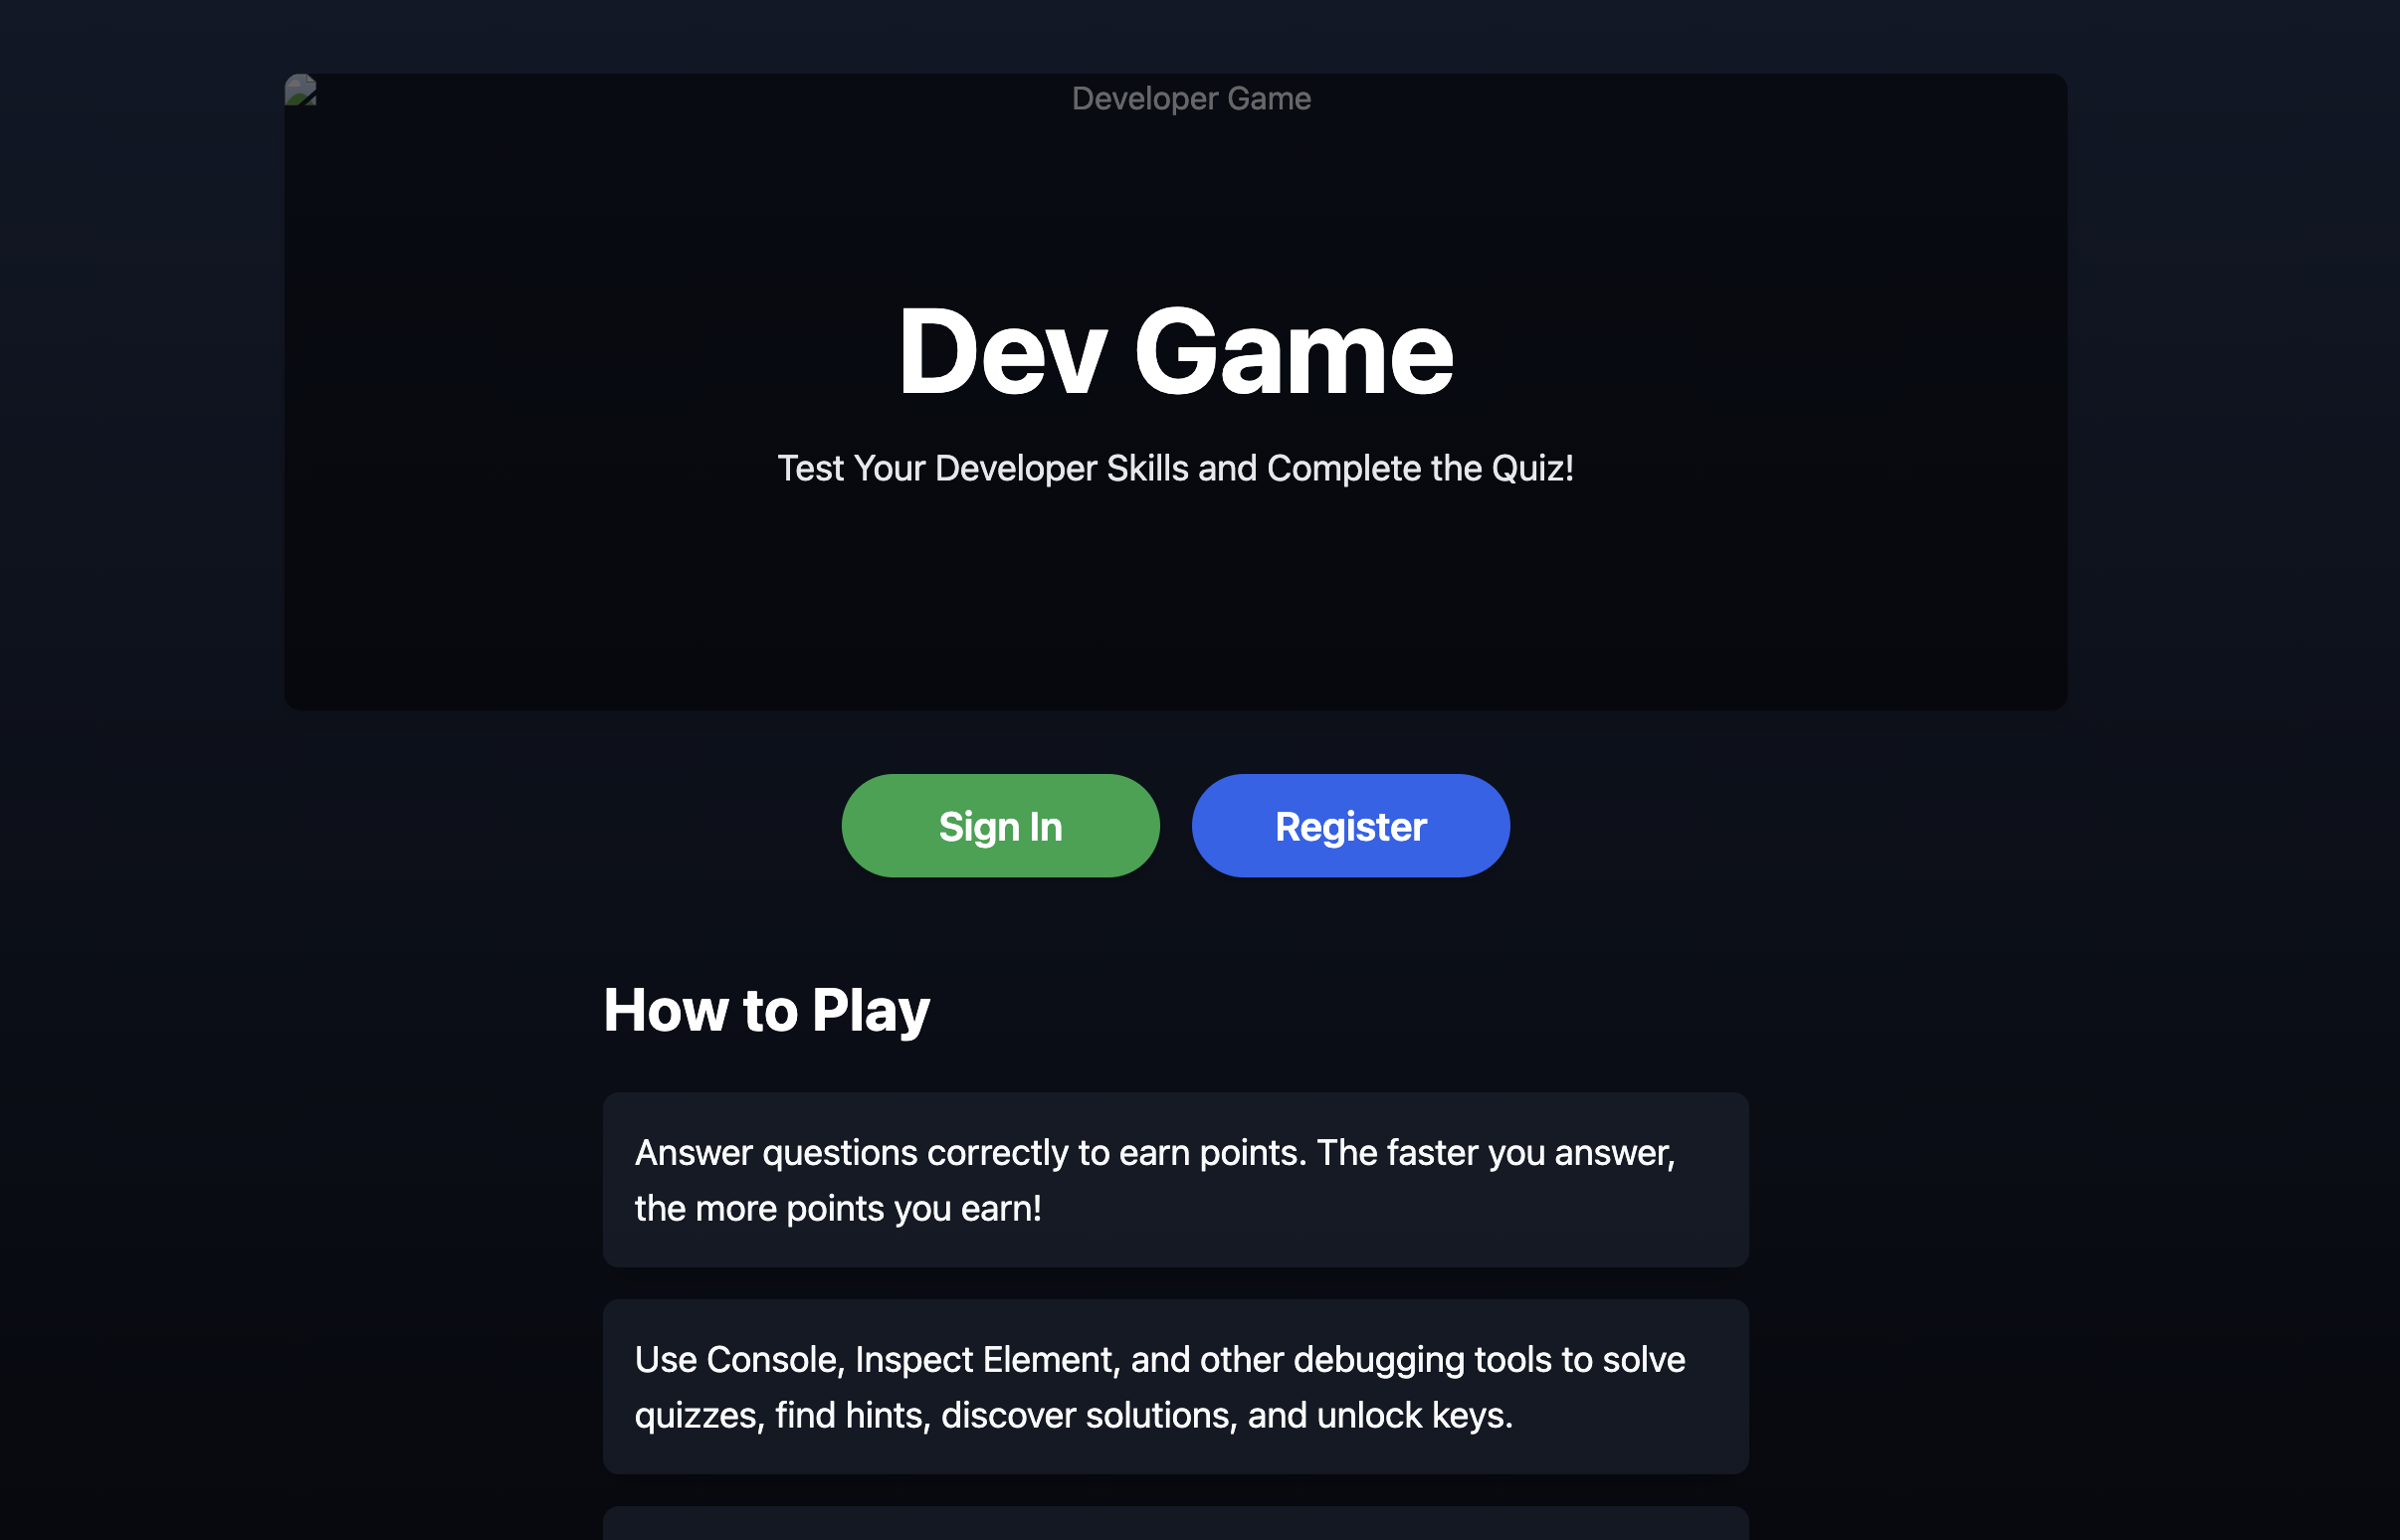 Developer Game
Dev Game
Test Your Developer Skills and Complete the Quiz!
Sign In
Register
How to Play
Answer questions correctly to earn points. The faster you answer,
the more points you earn!
Use Console, Inspect Element, and other debugging tools to solve
quizzes, find hints, discover solutions, and unlock keys.